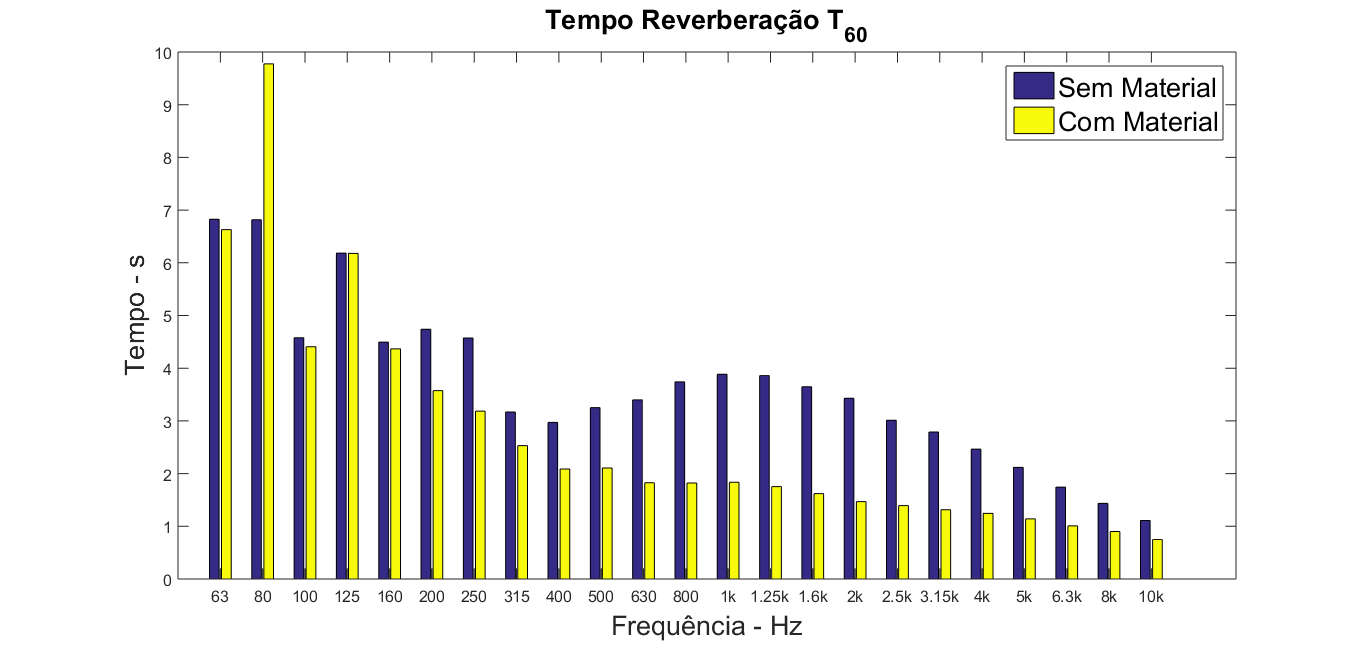 Tempo Reverberação T60
Sem Material
Com Material
Tempo - s
10
9
8
7
6
5
4
3
2
1
0
63 80 100 125 160 200 250 315 400 500 630 800 1k 1.25k 1.6k 2k 2.5k 3.15k 4k 5k 6.3k 8k 10k
Frequência - Hz